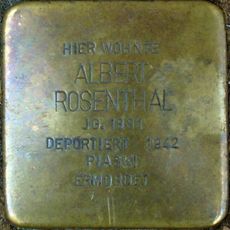 HIER WOHNTE
ALBERT
ROSENTHAL
JG.
DEPORTIERT 1942
PIASKI
ERMORDET